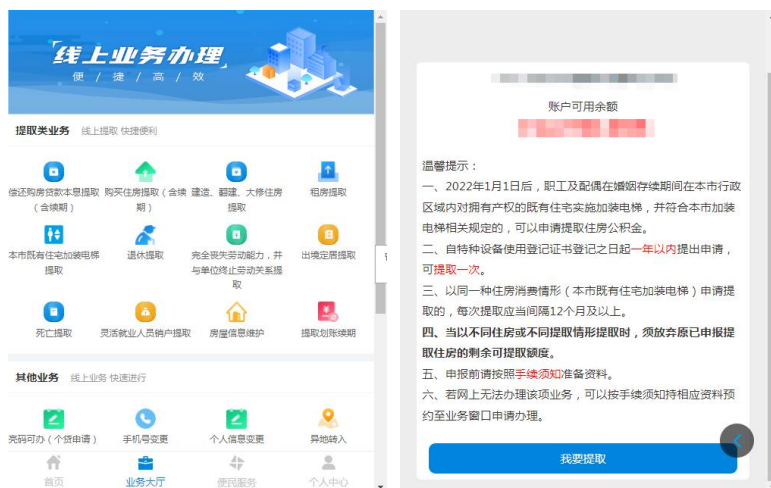 线上业务办理
便 / 捷 / 高 / 效
提取类业务 线上提取 快捷便利
偿还购房贷款本息提取（含续期）
购买住房提取（含续期）
建造、翻建、大修住房提取
租房提取
本市既有住宅加装电梯提取
退休提取
完全丧失劳动能力，并与单位终止劳动关系提取
出境定居提取
死亡提取
灵活就业人员销户提取
房屋信息维护
提取划账续期
其他业务 线上业务 快速进行
亮码可办（个贷申请）
手机号变更
个人信息变更
异地转入
首页
业务大厅
便民服务
个人中心
账户可用余额
温馨提示：
一、2022年1月1日后，职工及配偶在婚姻存续期间在本市行政
区域内对拥有产权的既有住宅实施加装电梯，并符合本市加装
电梯相关规定的，可以申请提取住房公积金。
二、自特种设备使用登记证书登记之日起一年以内提出申请，
可提取一次。
三、以同一种住房消费情形（本市既有住宅加装电梯）申请提
取的，每次提取应当间隔12个月及以上。
四、当以不同住房或不同提取情形提取时，须放弃原已申报提
取住房的剩余可提取额度。
五、申报前请按照手续须知准备资料。
六、若网上无法办理该项业务，可以按手续须知持相应资料预
约至业务窗口申请办理。
我要提取